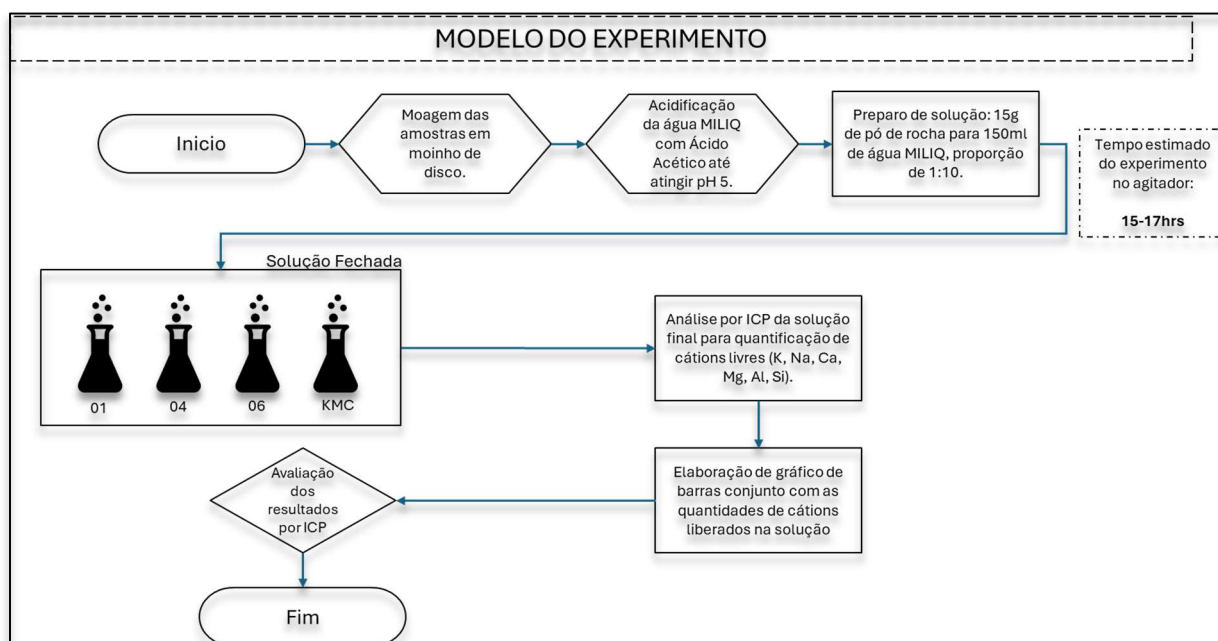 MODELO DO EXPERIMENTO
Inicio
Moagem das
amostras em
moinho de
disco.
Acidificação
da água MILIQ
com Ácido
Acético até
atingir pH 5.
Preparo de solução: 15g
de pó de rocha para 150ml
de água MILIQ, proporção
de 1:10.
Tempo estimado
do experimento
no agitador:
15-17hrs
Solução Fechada
01
04
06
KMC
Análise por ICP da solução
final para quantificação de
cátions livres (K, Na, Ca,
Mg, Al, Si).
Elaboração de gráfico de
barras conjunto com as
quantidades de cátions
liberados na solução
Avaliação
dos
resultados
por ICP
Fim